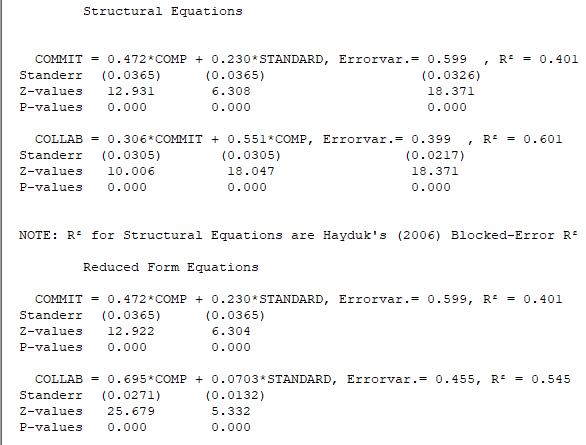 Structural Equations
COMMIT = 0.472*COMP + 0.230*STANDARD, Errorvar.= 0.599 , R² = 0.401
Standerr (0.0365) (0.0365) (0.0326)
Z-values 12.931 6.308 18.371
P-values 0.000 0.000 0.000
COLLAB = 0.306*COMMIT + 0.551*COMP, Errorvar.= 0.399 , R² = 0.601
Standerr (0.0305) (0.0305) (0.0217)
Z-values 10.006 18.047 18.371
P-values 0.000 0.000 0.000
NOTE: R² for Structural Equations are Hayduk's (2006) Blocked-Error R²
Reduced Form Equations
COMMIT = 0.472*COMP + 0.230*STANDARD, Errorvar.= 0.599, R² = 0.401
Standerr (0.0365) (0.0365)
Z-values 12.922 6.304
P-values 0.000 0.000
COLLAB = 0.695*COMP + 0.0703*STANDARD, Errorvar.= 0.455, R² = 0.545
Standerr (0.0271) (0.0132)
Z-values 25.679 5.332
P-values 0.000 0.000